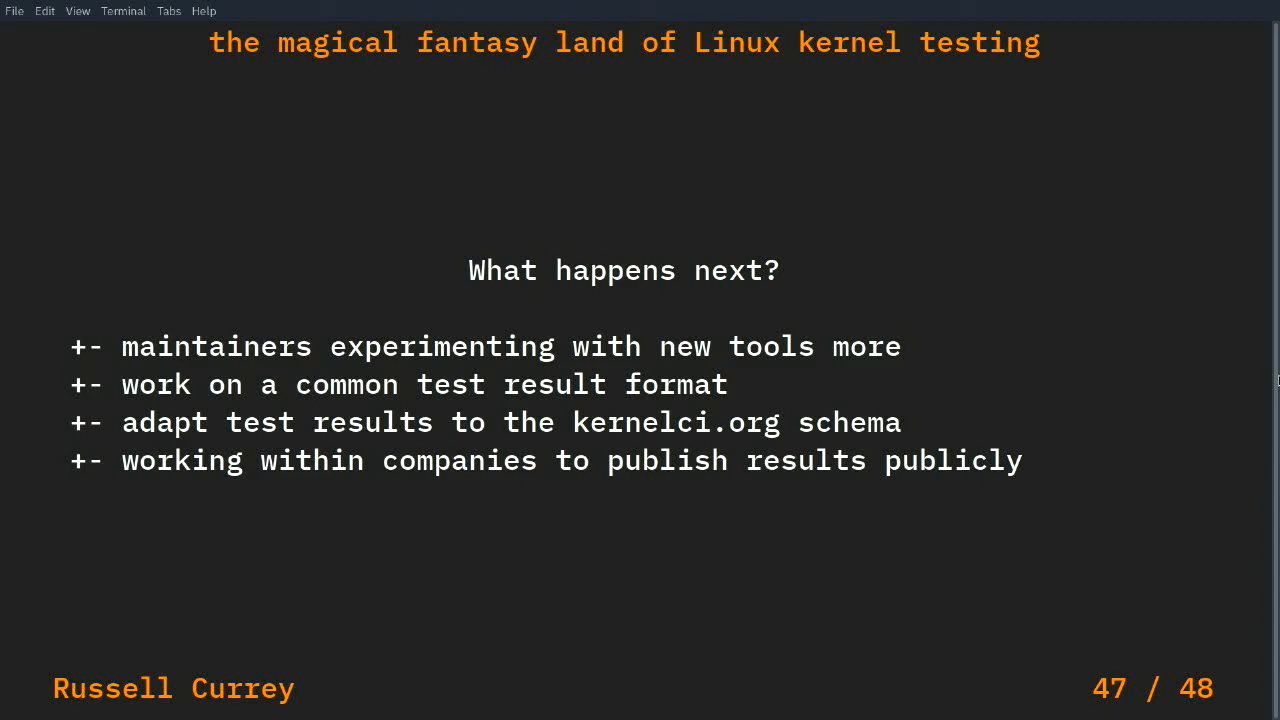 File Edit View Terminal Tabs Help
the magical fantasy land of Linux kernel testing
What happens next?
+- maintainers experimenting with new tools more
+- work on a common test result format
+- adapt test results to the kernelci.org schema
+- working within companies to publish results publicly
Russell Currey 47 / 48